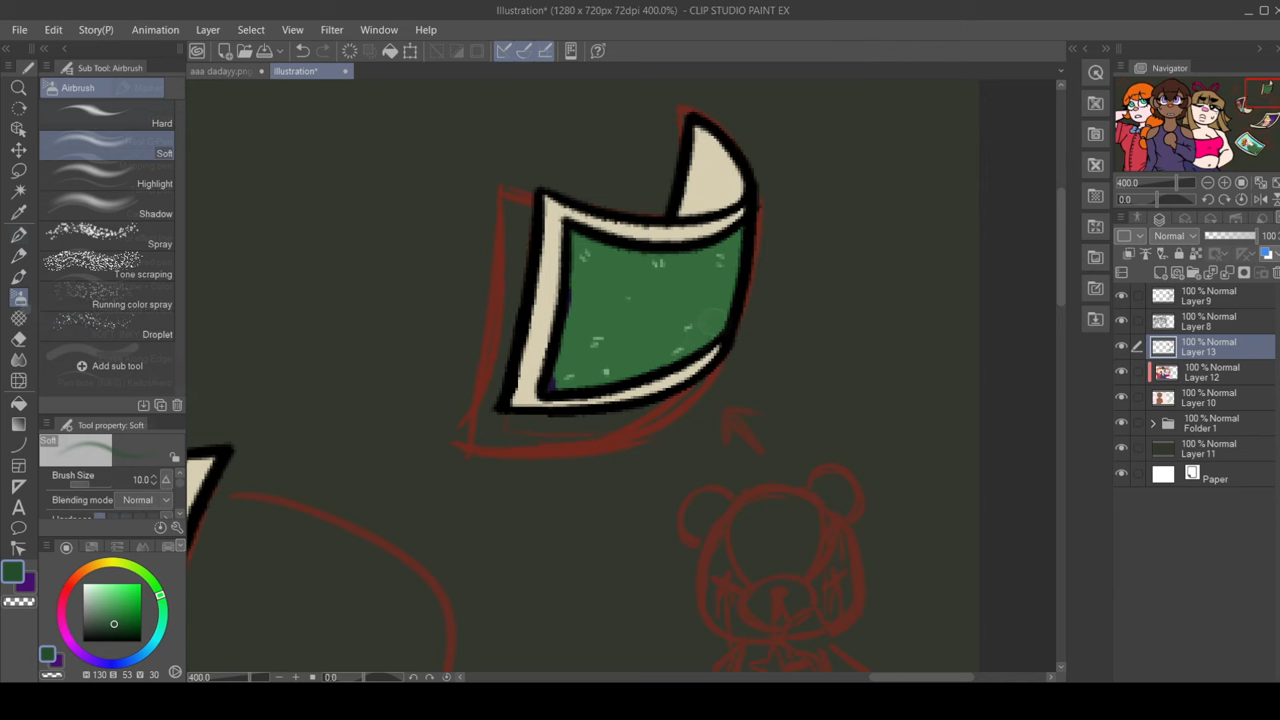 Illustration* (1280 x 720px 72dpi 400.0%) - CLIP STUDIO PAINT EX
File Edit Story(P) Animation Layer Select View Filter Window Help
Sub Tool: Airbrush
aaa dadayy.png
Illustration*
Navigator
Airbrush
Hard
Soft
Highlight
Shadow
Spray
Tone scraping
Running color spray
Droplet
Add sub tool
Tool property: Soft
Soft
Brush Size 10.0
Blending mode Normal
Hardness
H 130 S 53 V 30
400.0 0.0
400.0
0.0
Normal 100
100 % Normal
Layer 9
100 % Normal
Layer 8
100 % Normal
Layer 13
100 % Normal
Layer 12
100 % Normal
Layer 10
100 % Normal
Folder 1
100 % Normal
Layer 11
Paper